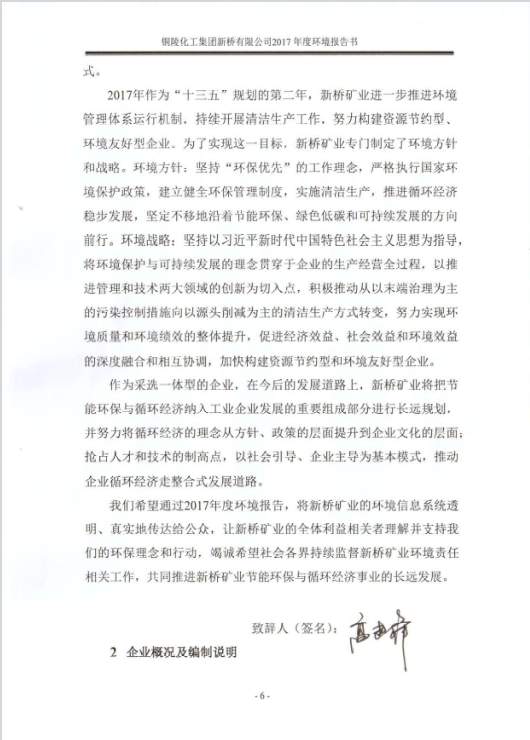 铜陵化工集团新桥有限公司2017 年度环境报告书
式。
2017年作为“十三五”规划的第二年，新桥矿业进一步推进环境
管理体系运行机制，持续开展清洁生产工作，努力构建资源节约型、
环境友好型企业。为了实现这一目标，新桥矿业专门制定了环境方针
和战略。环境方针：坚持“环保优先”的工作理念，严格执行国家环
境保护政策，建立健全环保管理制度，实施清洁生产，推进循环经济
稳步发展，坚定不移地沿着节能环保、绿色低碳和可持续发展的方向
前行。环境战略：坚持以习近平新时代中国特色社会主义思想为指导，
将环境保护与可持续发展的理念贯穿于企业的生产经营全过程，以推
进管理和技术两大领域的创新为切入点，积极推动从以末端治理为主
的污染控制措施向以源头削减为主的清洁生产方式转变，努力实现环
境质量和环境绩效的整体提升，促进经济效益、社会效益和环境效益
的深度融合和相互协调，加快构建资源节约型和环境友好型企业。
作为采选一体型的企业，在今后的发展道路上，新桥矿业将把节
能环保与循环经济纳入工业企业发展的重要组成部分进行长远规划，
并努力将循环经济的理念从方针、政策的层面提升到企业文化的层面；
抢占人才和技术的制高点，以社会引导、企业主导为基本模式，推动
企业循环经济走整合式发展道路。
我们希望通过2017年度环境报告，将新桥矿业的环境信息系统透
明、真实地传达给公众，让新桥矿业的全体利益相关者理解并支持我
们的环保理念和行动，竭诚希望社会各界持续监督新桥矿业环境责任
相关工作，共同推进新桥矿业节能环保与循环经济事业的长远发展。
致辞人（签名）：
2 企业概况及编制说明
- 6 -